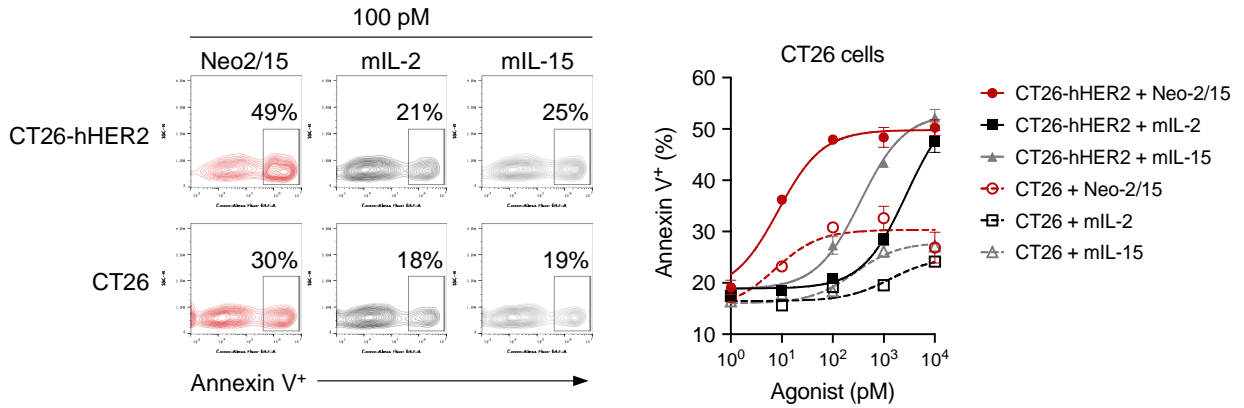 100 pM
Neo2/15 mIL-2 mIL-15
CT26-hHER2
49% 21% 25%
CT26
30% 18% 19%
Annexin V⁺
CT26 cells
Annexin V⁺ (%)
60
50
40
30
20
10
10⁰ 10¹ 10² 10³ 10⁴
Agonist (pM)
CT26-hHER2 + Neo-2/15
CT26-hHER2 + mIL-2
CT26-hHER2 + mIL-15
CT26 + Neo-2/15
CT26 + mIL-2
CT26 + mIL-15